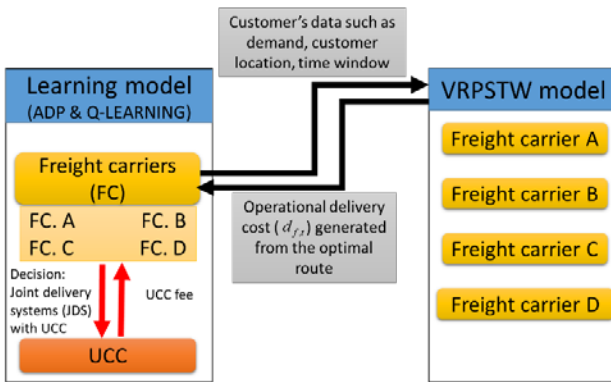 Customer's data such as
demand, customer
location, time window
Learning model
(ADP & Q-LEARNING)
Freight carriers
(FC)
FC. A FC. B
FC. C FC. D
Decision:
Joint delivery
systems (JDS)
with UCC
UCC fee
UCC
Operational delivery
cost (d_{f,t}) generated
from the optimal
route
VRPSTW model
Freight carrier A
Freight carrier B
Freight carrier C
Freight carrier D